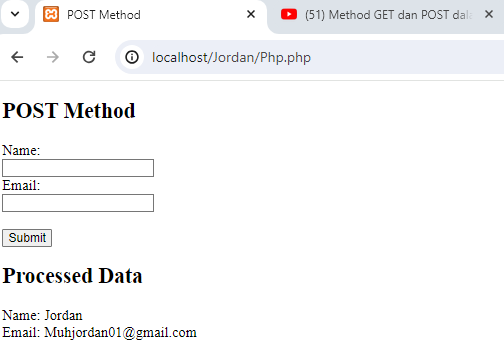 POST Method
(51) Method GET dan POST dala
localhost/Jordan/Php.php
POST Method
Name:
Email:
Submit
Processed Data
Name: Jordan
Email: Muhjordan01@gmail.com